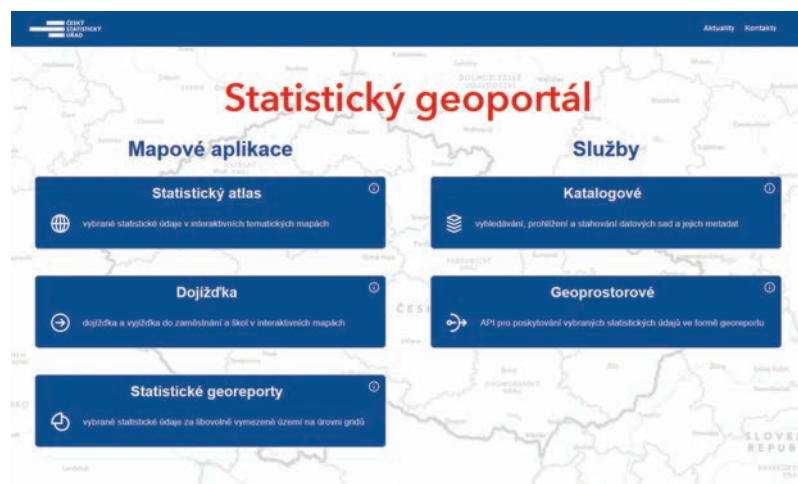 ČESKÝ
STATISTICKÝ
ÚŘAD
Aktuality Kontakty
Statistický geoportál
Mapové aplikace
Statistický atlas
vybrané statistické údaje v interaktivních tematických mapách
Dojížďka
dojížďka a vyjížďka do zaměstnání a škol v interaktivních mapách
Statistické georeporty
vybrané statistické údaje za libovolně vymezené území na úrovni gridů
Služby
Katalogové
vyhledávání, prohlížení a stahování datových sad a jejich metadat
Geoprostorové
API pro poskytování vybraných statistických údajů ve formě georeportu